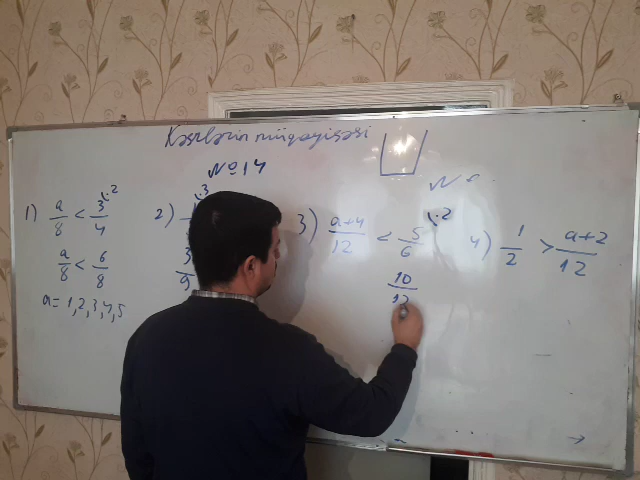 Kəsrlərin müqayisəsi
№14
1) a/8 < 3/4 (·2
a/8 < 6/8
a = 1,2,3,4,5
2)
3) (a+4)/12 < 5/6 (·2
10/12
4) 1/2 > (a+2)/12